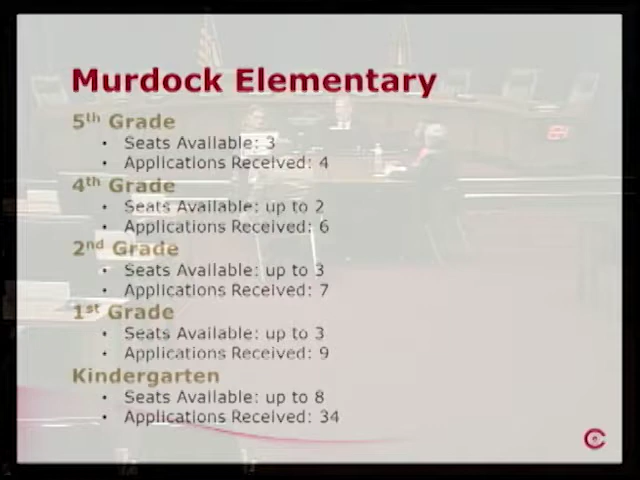 Murdock Elementary
5th Grade
• Seats Available: 3
• Applications Received: 4
4th Grade
• Seats Available: up to 2
• Applications Received: 6
2nd Grade
• Seats Available: up to 3
• Applications Received: 7
1st Grade
• Seats Available: up to 3
• Applications Received: 9
Kindergarten
• Seats Available: up to 8
• Applications Received: 34